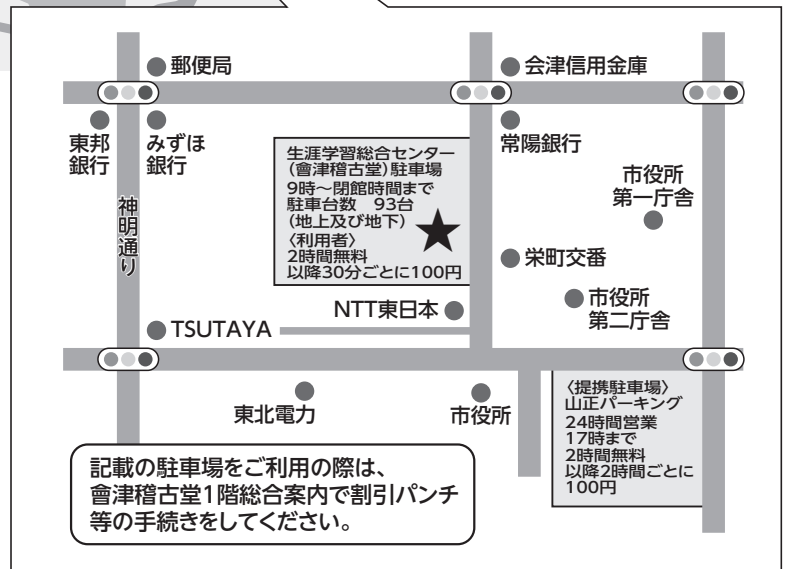 郵便局
会津信用金庫
東邦
銀行
みずほ
銀行
神明通り
生涯学習総合センター
(會津稽古堂)駐車場
9時〜閉館時間まで
駐車台数 93台
(地上及び地下)
〈利用者〉
2時間無料
以降30分ごとに100円
常陽銀行
市役所
第一庁舎
栄町交番
市役所
第二庁舎
NTT東日本
TSUTAYA
東北電力
市役所
〈提携駐車場〉
山正パーキング
24時間営業
17時まで
2時間無料
以降2時間ごとに
100円
記載の駐車場をご利用の際は、
會津稽古堂1階総合案内で割引パンチ
等の手続きをしてください。